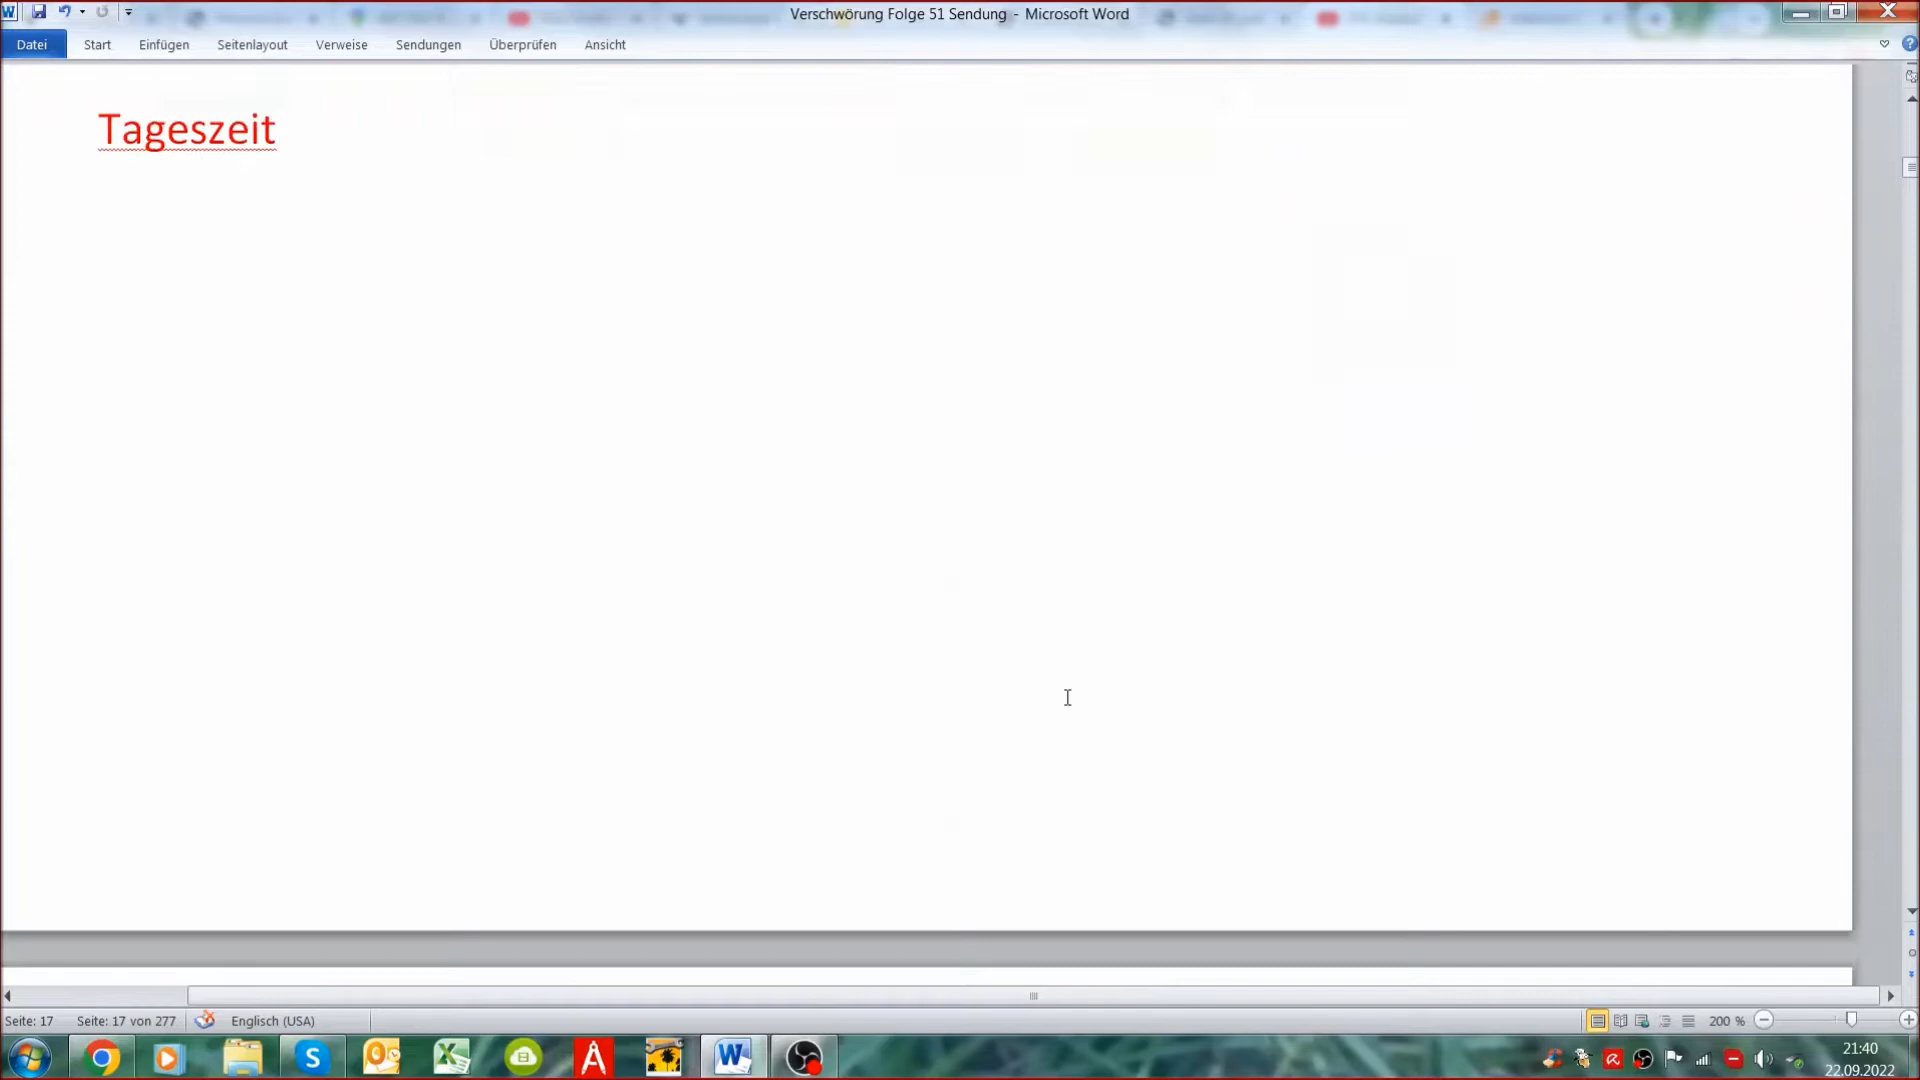 Verschwörung Folge 51 Sendung - Microsoft Word
Datei Start Einfügen Seitenlayout Verweise Sendungen Überprüfen Ansicht
Tageszeit
Seite: 17 Seite: 17 von 277 Englisch (USA) 200 %
21:40
22.09.2022